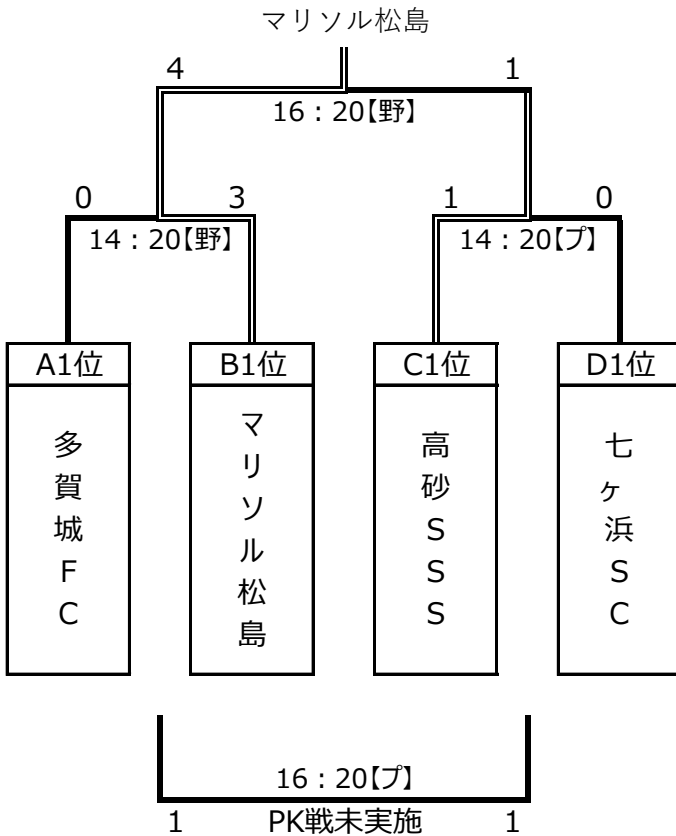 マリソル松島
4 1
16：20【野】
0 3 1 0
14：20【野】 14：20【プ】
A1位 B1位 C1位 D1位
多賀城FC
マリソル松島
高砂SSS
七ヶ浜SC
16：20【プ】
1 PK戦未実施 1